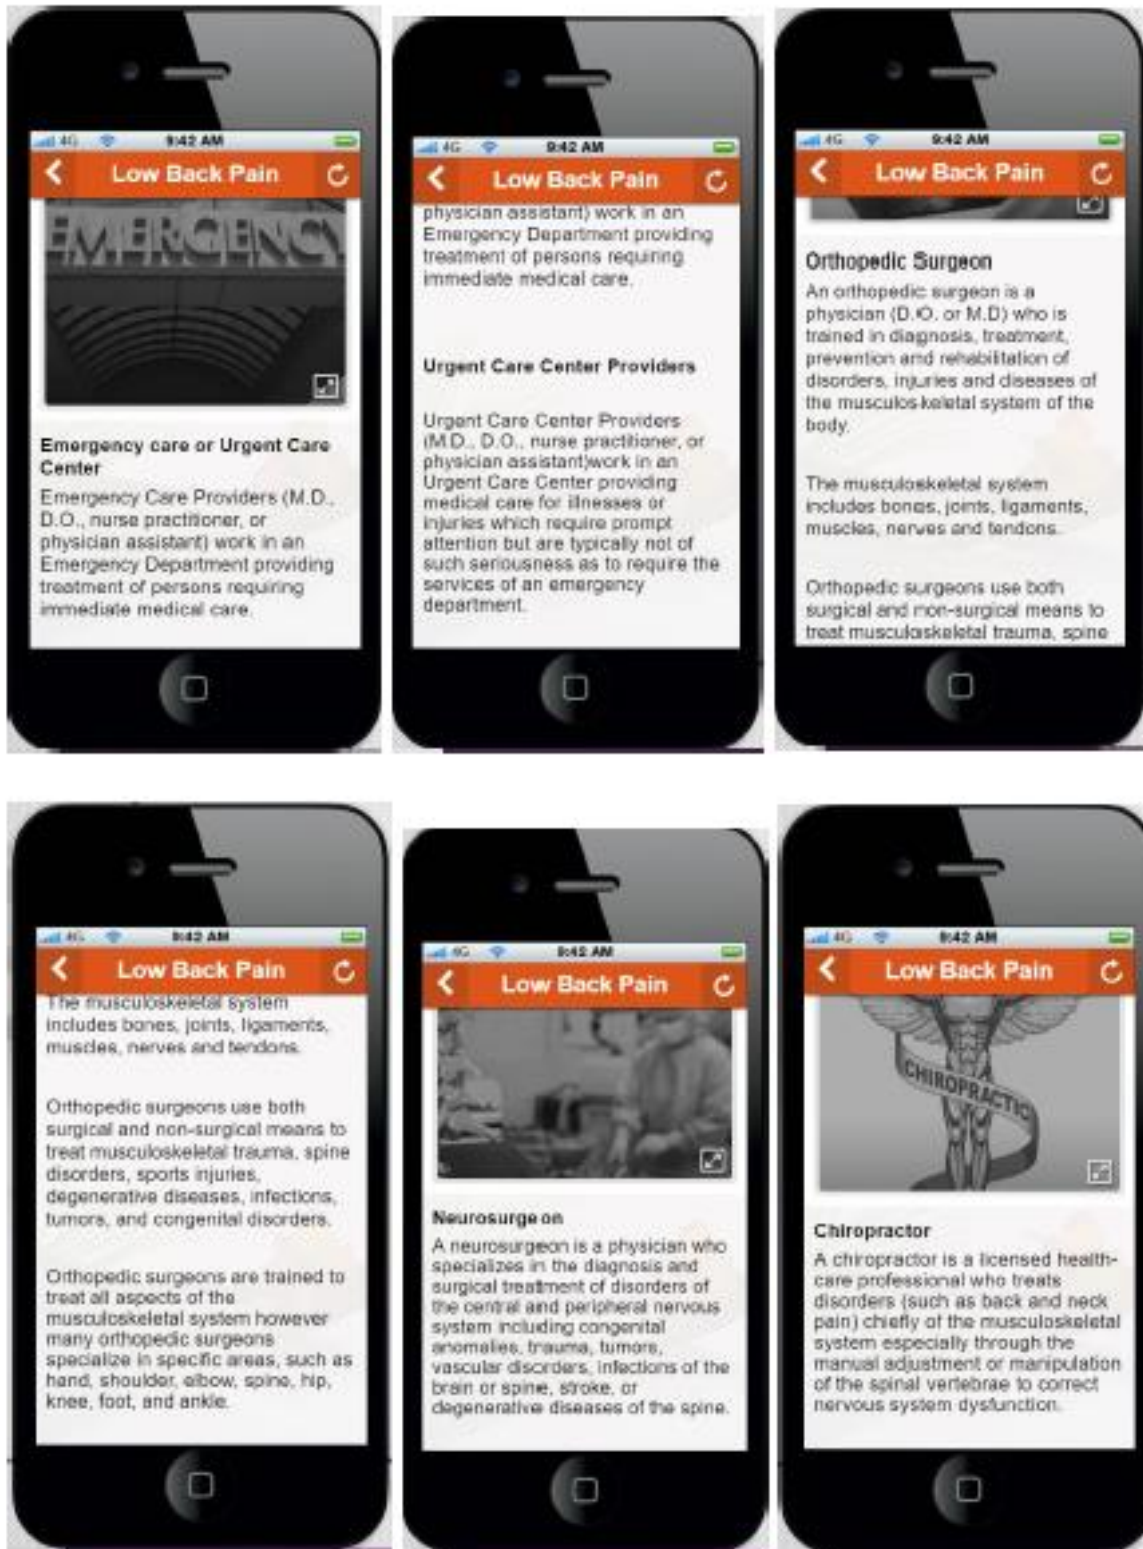 4G 9:42 AM
Low Back Pain
EMERGENCY
Emergency care or Urgent Care
Center
Emergency Care Providers (M.D.,
D.O., nurse practitioner, or
physician assistant) work in an
Emergency Department providing
treatment of persons requiring
immediate medical care.
4G 9:42 AM
Low Back Pain
physician assistant) work in an
Emergency Department providing
treatment of persons requiring
immediate medical care.
Urgent Care Center Providers
Urgent Care Center Providers
(M.D., D.O., nurse practitioner, or
physician assistant)work in an
Urgent Care Center providing
medical care for illnesses or
injuries which require prompt
attention but are typically not of
such seriousness as to require the
services of an emergency
department.
4G 9:42 AM
Low Back Pain
Orthopedic Surgeon
An orthopedic surgeon is a
physician (D.O. or M.D) who is
trained in diagnosis, treatment,
prevention and rehabilitation of
disorders, injuries and diseases of
the musculoskeletal system of the
body.
The musculoskeletal system
includes bones, joints, ligaments,
muscles, nerves and tendons.
Orthopedic surgeons use both
surgical and non-surgical means to
treat musculoskeletal trauma, spine
4G 9:42 AM
Low Back Pain
The musculoskeletal system
includes bones, joints, ligaments,
muscles, nerves and tendons.
Orthopedic surgeons use both
surgical and non-surgical means to
treat musculoskeletal trauma, spine
disorders, sports injuries,
degenerative diseases, infections,
tumors, and congenital disorders.
Orthopedic surgeons are trained to
treat all aspects of the
musculoskeletal system however
many orthopedic surgeons
specialize in specific areas, such as
hand, shoulder, elbow, spine, hip,
knee, foot, and ankle.
4G 9:42 AM
Low Back Pain
Neurosurgeon
A neurosurgeon is a physician who
specializes in the diagnosis and
surgical treatment of disorders of
the central and peripheral nervous
system including congenital
anomalies, trauma, tumors,
vascular disorders, infections of the
brain or spine, stroke, or
degenerative diseases of the spine.
4G 9:42 AM
Low Back Pain
CHIROPRACTIC
Chiropractor
A chiropractor is a licensed health-
care professional who treats
disorders (such as back and neck
pain) chiefly of the musculoskeletal
system especially through the
manual adjustment or manipulation
of the spinal vertebrae to correct
nervous system dysfunction.